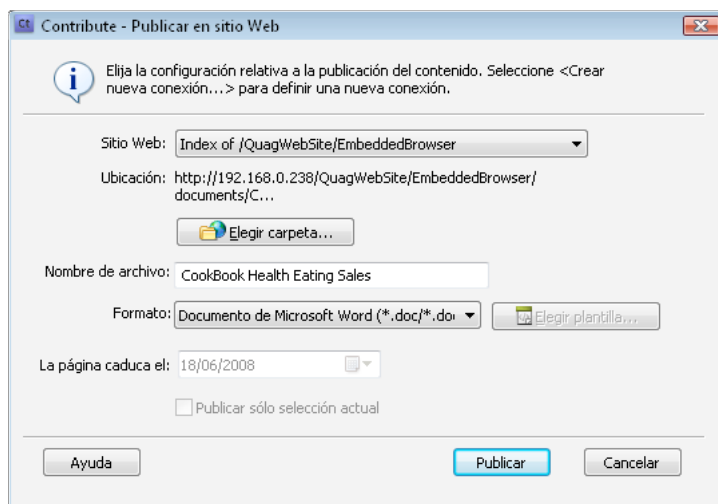 Ct Contribute - Publicar en sitio Web
Elija la configuración relativa a la publicación del contenido. Seleccione <Crear
nueva conexión...> para definir una nueva conexión.
Sitio Web: Index of /QuagWebSite/EmbeddedBrowser
Ubicación: http://192.168.0.238/QuagWebSite/EmbeddedBrowser/
documents/C...
Elegir carpeta...
Nombre de archivo: CookBook Health Eating Sales
Formato: Documento de Microsoft Word (*.doc/*.do
Elegir plantilla...
La página caduca el: 18/06/2008
Publicar sólo selección actual
Ayuda Publicar Cancelar